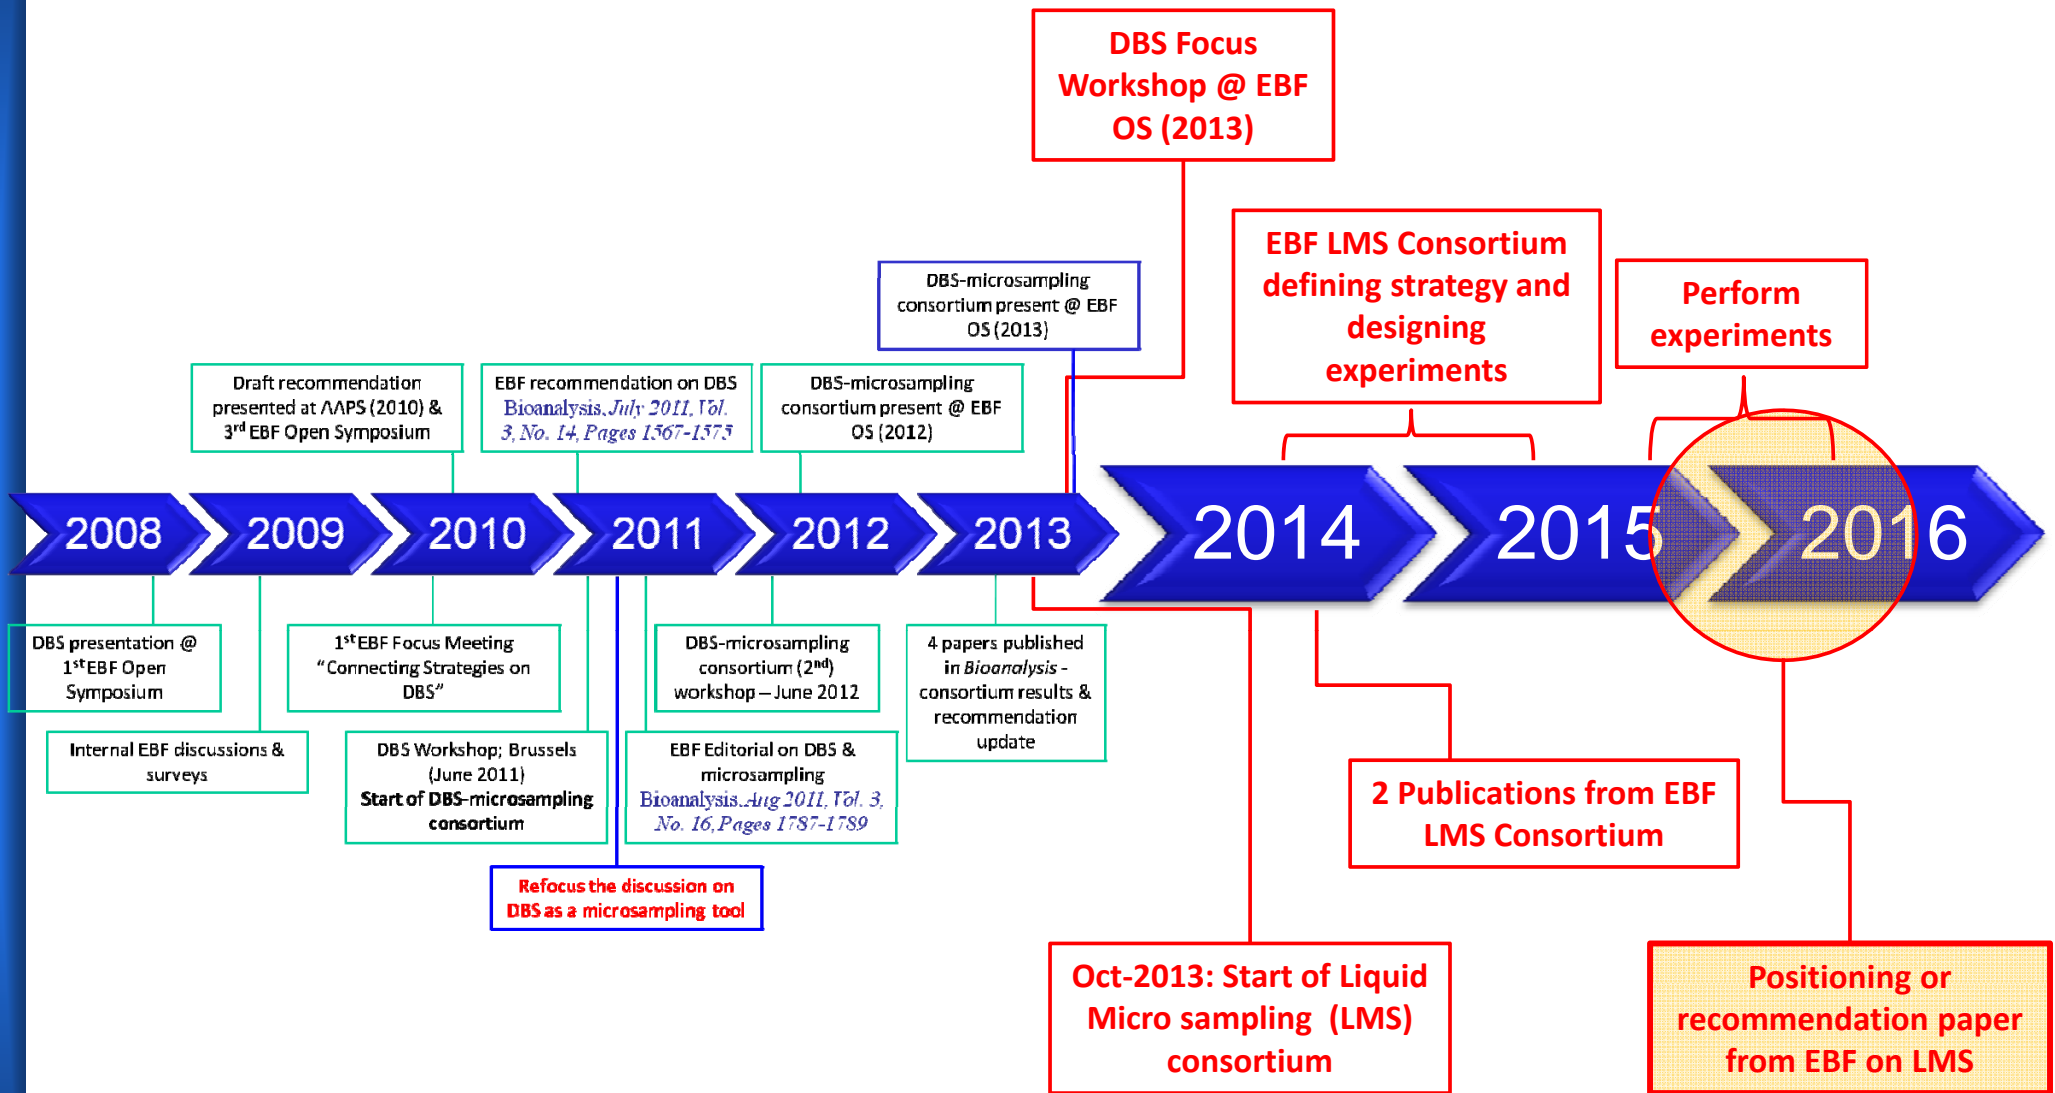 DBS Focus
Workshop @ EBF
OS (2013)
EBF LMS Consortium
defining strategy and
designing
experiments
Perform
experiments
DBS-microsampling
consortium present @ EBF
OS (2013)
Draft recommendation
presented at AAPS (2010) &
3rd EBF Open Symposium
EBF recommendation on DBS
Bioanalysis, July 2011, Vol.
3, No. 14, Pages 1567-1575
DBS-microsampling
consortium present @ EBF
OS (2012)
2008
2009
2010
2011
2012
2013
2014
2015
2016
DBS presentation @
1st EBF Open
Symposium
1st EBF Focus Meeting
“Connecting Strategies on
DBS”
DBS-microsampling
consortium (2nd)
workshop – June 2012
4 papers published
in Bioanalysis -
consortium results &
recommendation
update
Internal EBF discussions &
surveys
DBS Workshop; Brussels
(June 2011)
Start of DBS-microsampling
consortium
EBF Editorial on DBS &
microsampling
Bioanalysis, Aug 2011, Vol. 3,
No. 16, Pages 1787-1789
2 Publications from EBF
LMS Consortium
Refocus the discussion on
DBS as a microsampling tool
Oct-2013: Start of Liquid
Micro sampling (LMS)
consortium
Positioning or
recommendation paper
from EBF on LMS